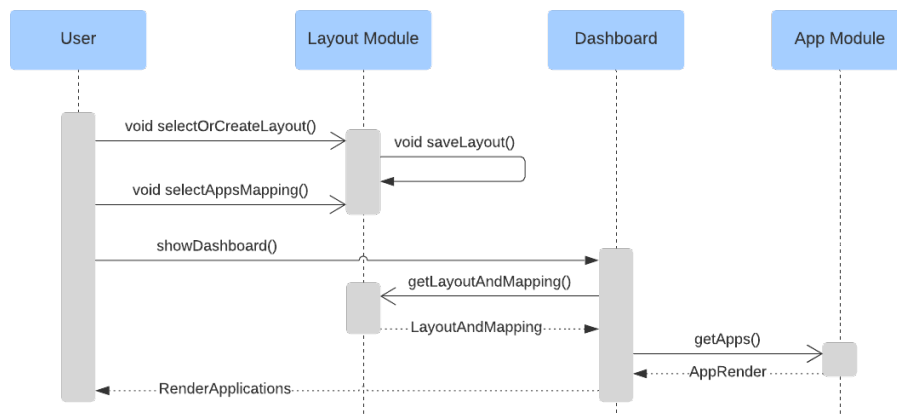 User
Layout Module
Dashboard
App Module
void selectOrCreateLayout()
void saveLayout()
void selectAppsMapping()
showDashboard()
getLayoutAndMapping()
LayoutAndMapping
getApps()
AppRender
RenderApplications